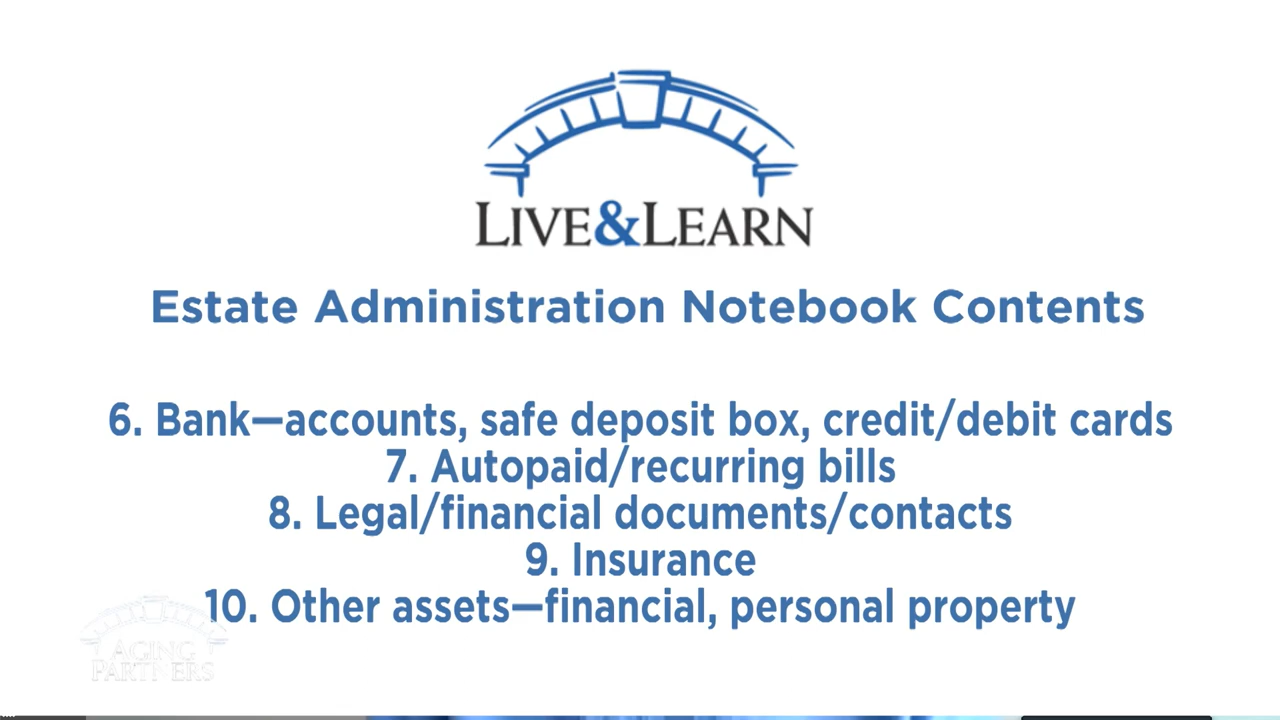 LIVE&LEARN
Estate Administration Notebook Contents
6. Bank—accounts, safe deposit box, credit/debit cards
7. Autopaid/recurring bills
8. Legal/financial documents/contacts
9. Insurance
10. Other assets—financial, personal property
AGING
PARTNERS